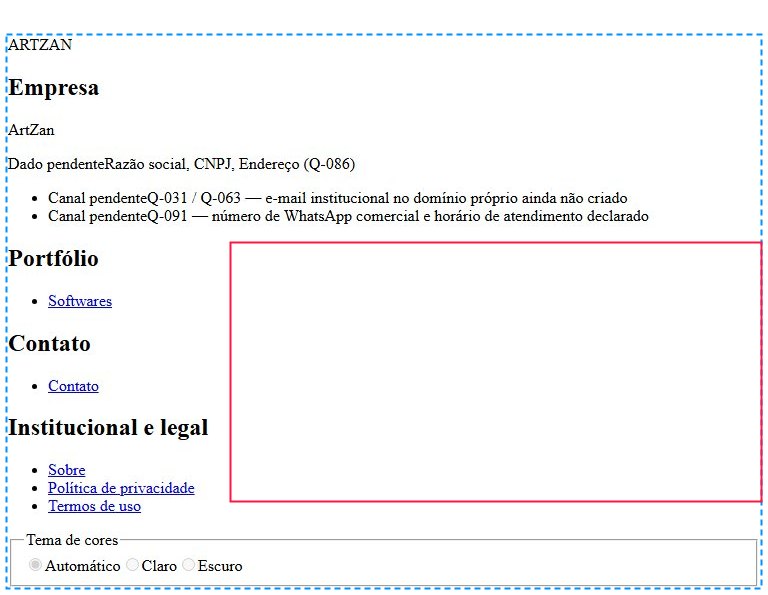 ARTZAN
Empresa
ArtZan
Dado pendenteRazão social, CNPJ, Endereço (Q-086)
Canal pendenteQ-031 / Q-063 — e-mail institucional no domínio próprio ainda não criado
Canal pendenteQ-091 — número de WhatsApp comercial e horário de atendimento declarado
Portfólio
Softwares
Contato
Contato
Institucional e legal
Sobre
Política de privacidade
Termos de uso
Tema de cores
Automático Claro Escuro